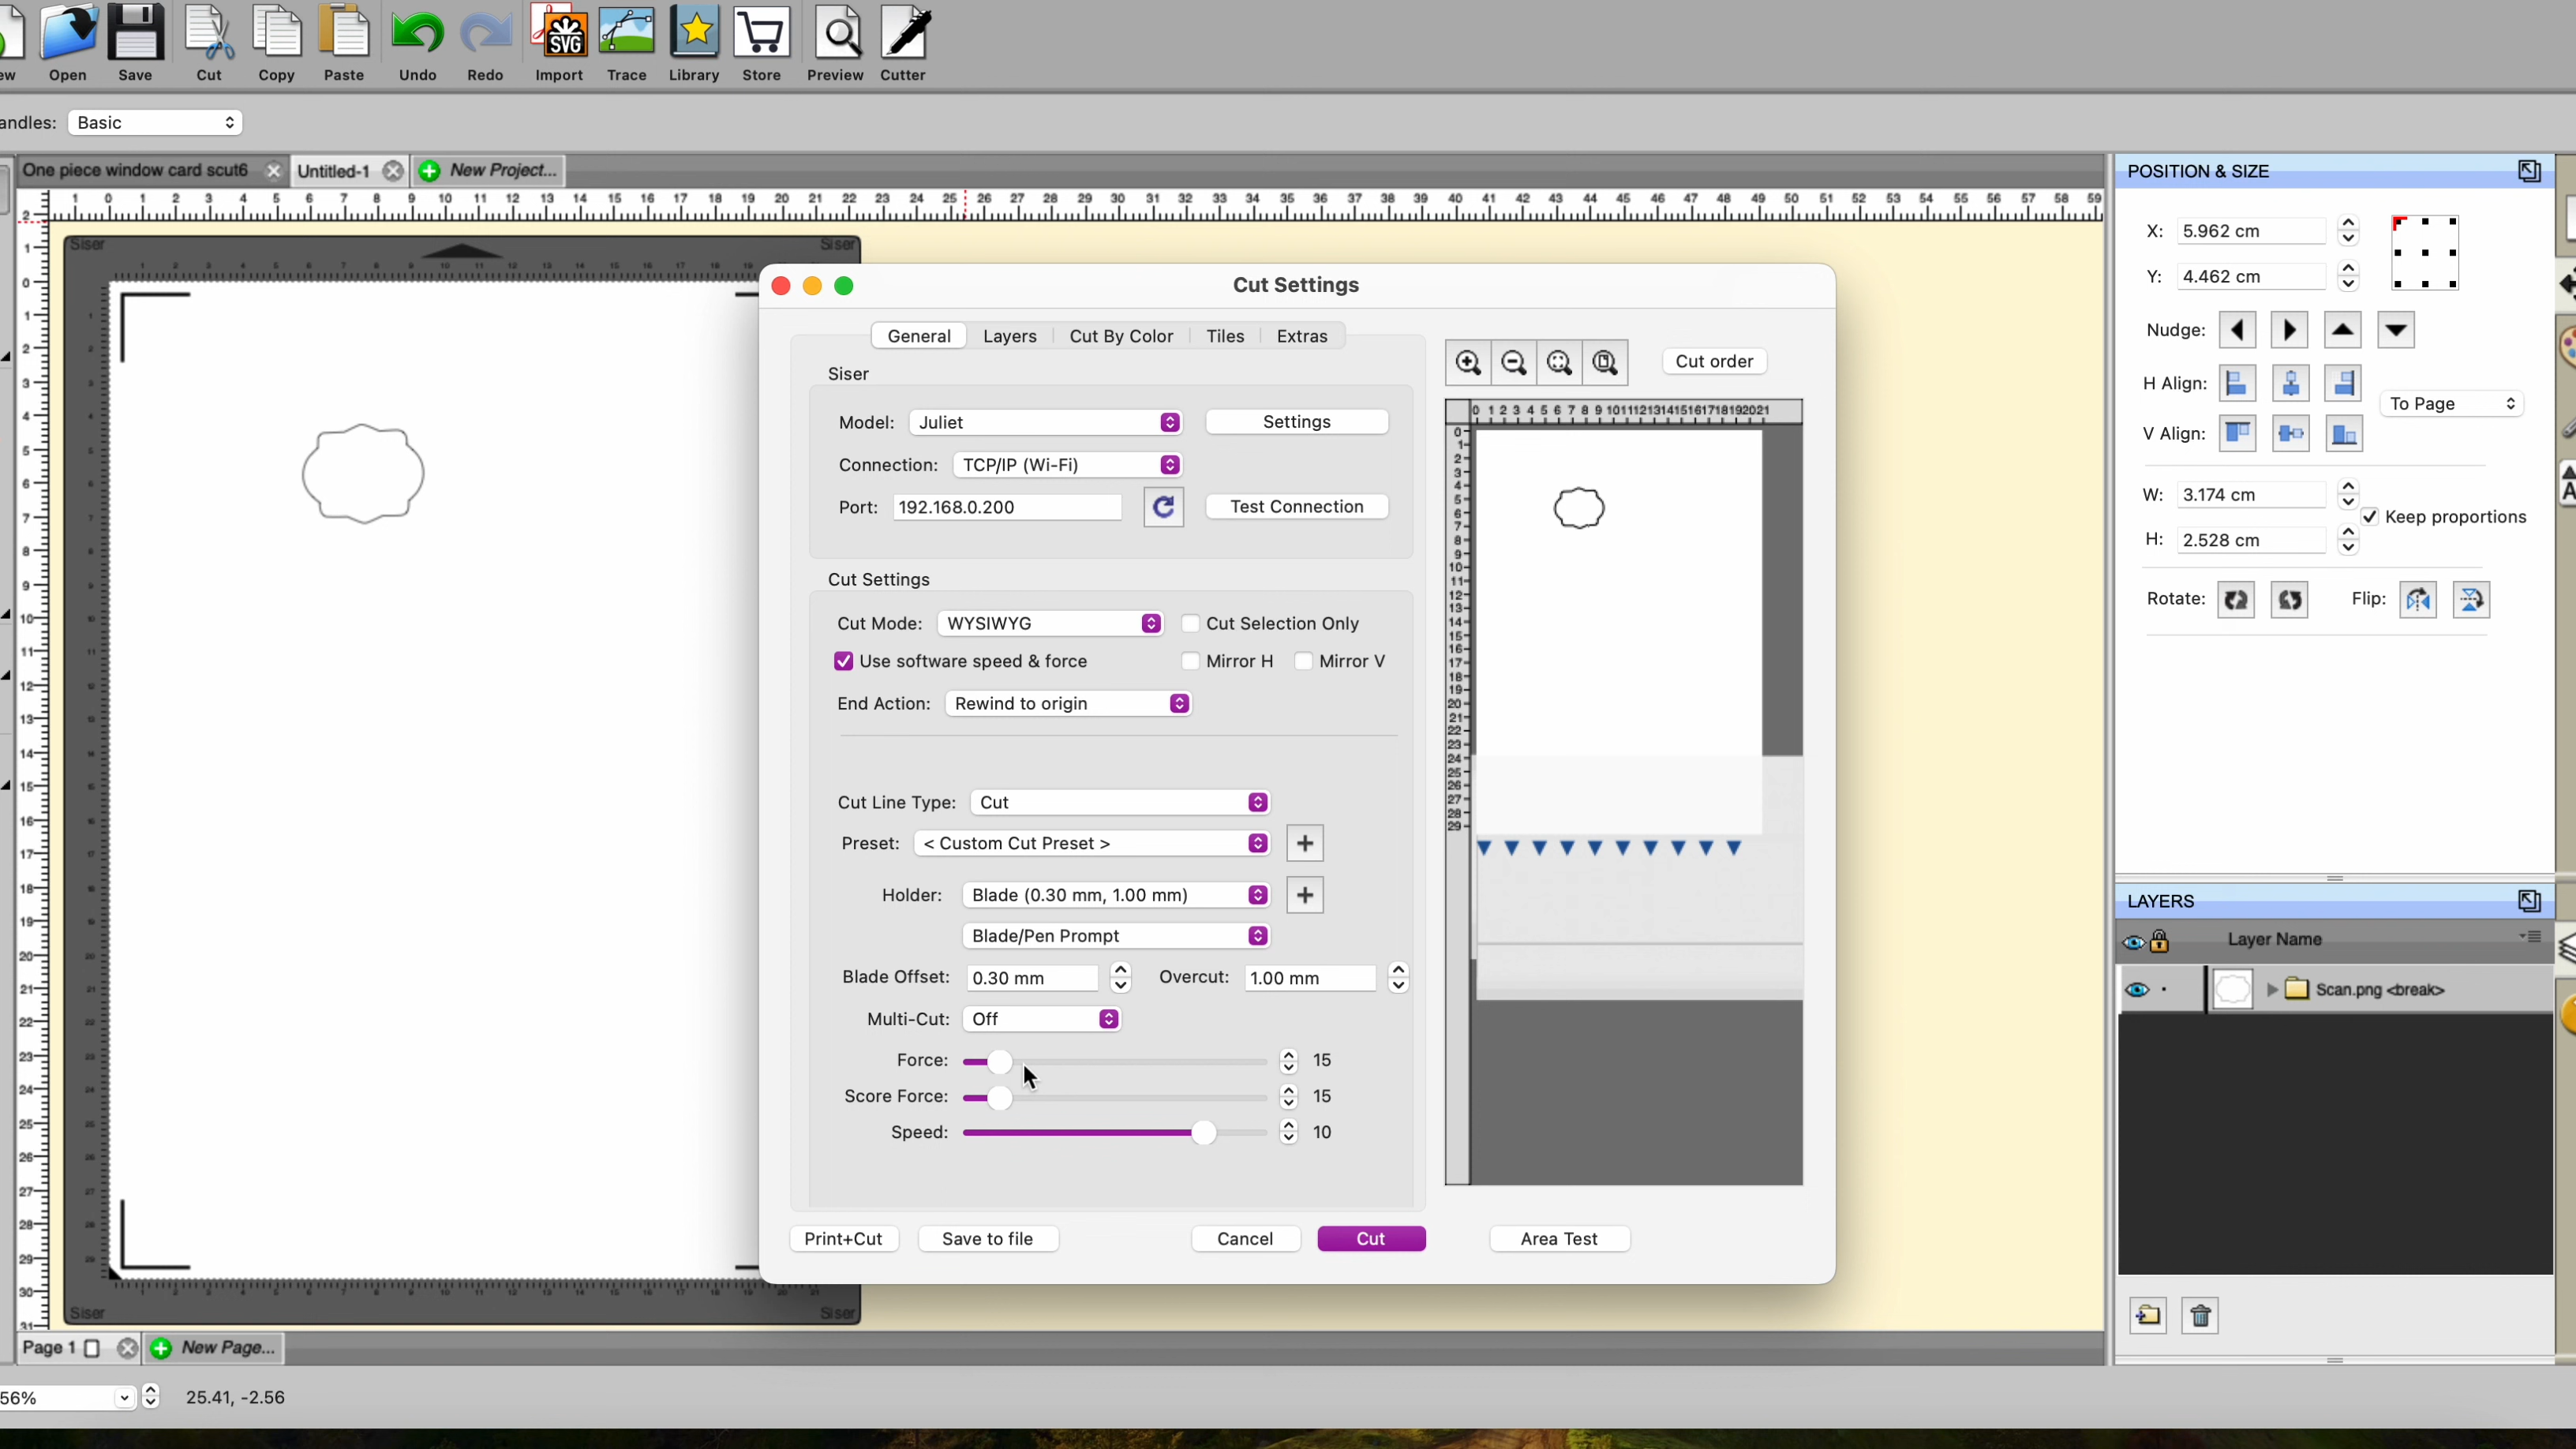 ew Open Save Cut Copy Paste Undo Redo Import Trace Library Store Preview Cutter
SVG
andles: Basic
One piece window card scut6 Untitled-1 New Project...
POSITION & SIZE
X: 5.962 cm
Y: 4.462 cm
Nudge:
H Align:
To Page
V Align:
W: 3.174 cm
Keep proportions
H: 2.528 cm
Rotate: Flip:
Siser Siser
Cut Settings
General Layers Cut By Color Tiles Extras
Cut order
Siser
Model: Juliet Settings
Connection: TCP/IP (Wi-Fi)
Port: 192.168.0.200 Test Connection
Cut Settings
Cut Mode: WYSIWYG Cut Selection Only
Use software speed & force Mirror H Mirror V
End Action: Rewind to origin
Cut Line Type: Cut
Preset: < Custom Cut Preset > +
Holder: Blade (0.30 mm, 1.00 mm) +
Blade/Pen Prompt
Blade Offset: 0.30 mm Overcut: 1.00 mm
Multi-Cut: Off
Force: 15
Score Force: 15
Speed: 10
Print+Cut Save to file Cancel Cut Area Test
LAYERS
Layer Name
Scan.png <break>
Siser Siser
Page 1 New Page...
56% 25.41, -2.56